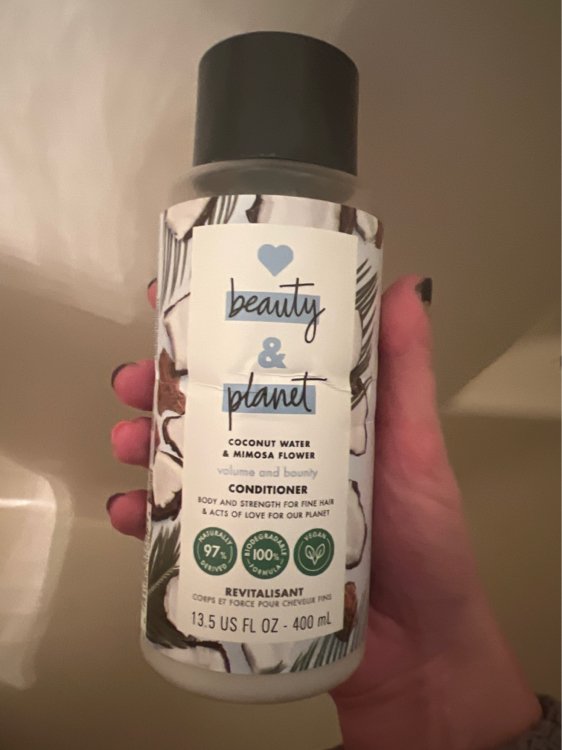 beauty
&
planet
COCONUT WATER
& MIMOSA FLOWER
volume and bounty
CONDITIONER
BODY AND STRENGTH FOR FINE HAIR
& ACTS OF LOVE FOR OUR PLANET
NATURALLY
97%
DERIVED
BIODEGRADABLE
100%
FORMULA
VEGAN
REVITALISANT
CORPS ET FORCE POUR CHEVEUX FINS
13.5 US FL OZ - 400 mL